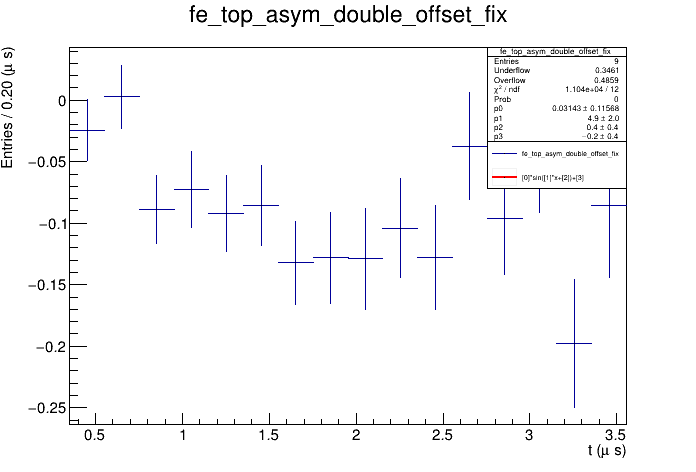 fe_top_asym_double_offset_fix
Entries / 0.20 (μ s)
fe_top_asym_double_offset_fix
Entries 9
Underflow 0.3461
Overflow 0.4859
χ² / ndf 1.104e+04 / 12
Prob 0
p0 0.03143 ± 0.11568
p1 4.9 ± 2.0
p2 0.4 ± 0.4
p3 −0.2 ± 0.4
fe_top_asym_double_offset_fix
[0]*sin([1]*x+[2])+[3]
0
−0.05
−0.1
−0.15
−0.2
−0.25
0.5 1 1.5 2 2.5 3 3.5
t (μ s)